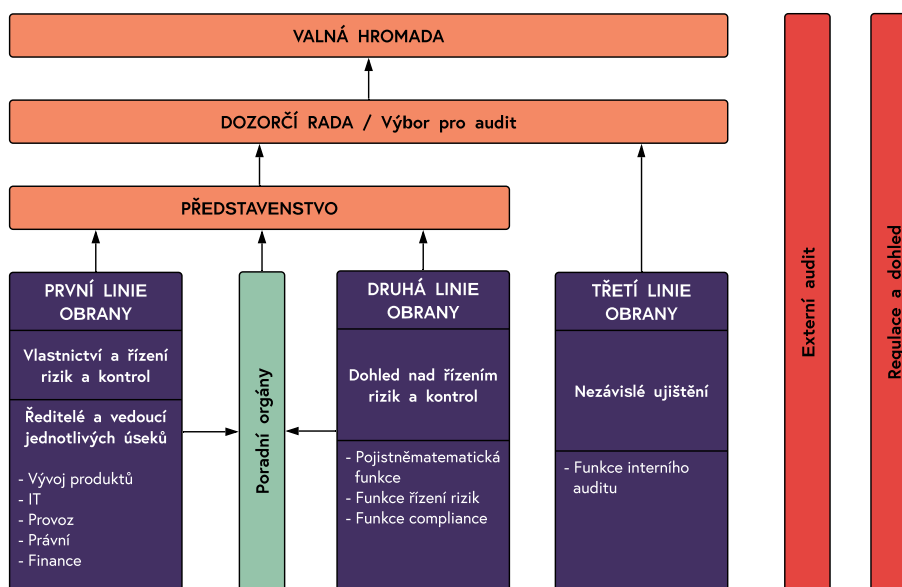 VALNÁ HROMADA
DOZORČÍ RADA / Výbor pro audit
PŘEDSTAVENSTVO
PRVNÍ LINIE
OBRANY
Vlastnictví a řízení
rizik a kontrol
Ředitelé a vedoucí
jednotlivých úseků
- Vývoj produktů
- IT
- Provoz
- Právní
- Finance
Poradní orgány
DRUHÁ LINIE
OBRANY
Dohled nad řízením
rizik a kontrol
- Pojistněmatematická
funkce
- Funkce řízení rizik
- Funkce compliance
TŘETÍ LINIE
OBRANY
Nezávislé ujištění
- Funkce interního
auditu
Externí audit
Regulace a dohled